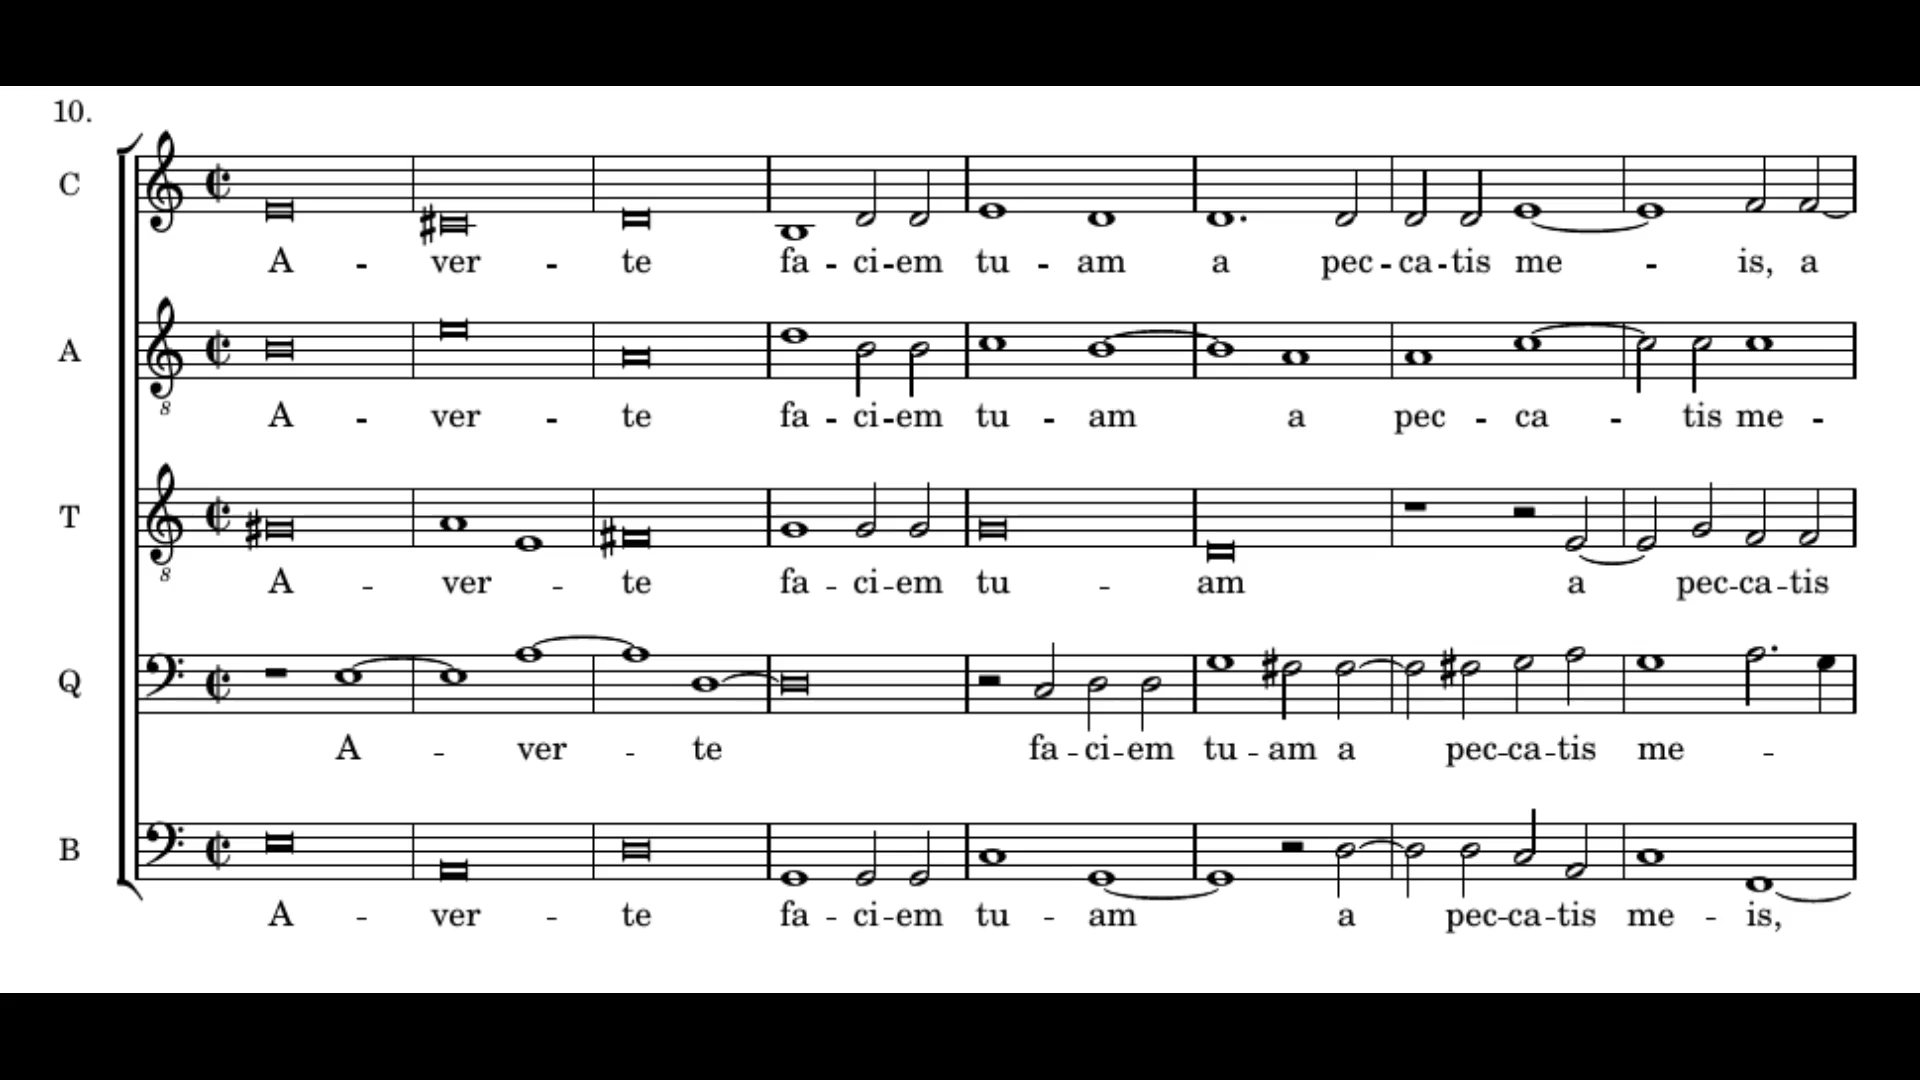 10.
C
A - ver - te fa - ci - em tu - am a pec - ca - tis me - is, a
A
8
A - ver - te fa - ci - em tu - am a pec - ca - tis me -
T
8
A - ver - te fa - ci - em tu - am a pec - ca - tis
Q
A - ver - te fa - ci - em tu - am a pec - ca - tis me -
B
A - ver - te fa - ci - em tu - am a pec - ca - tis me - is,